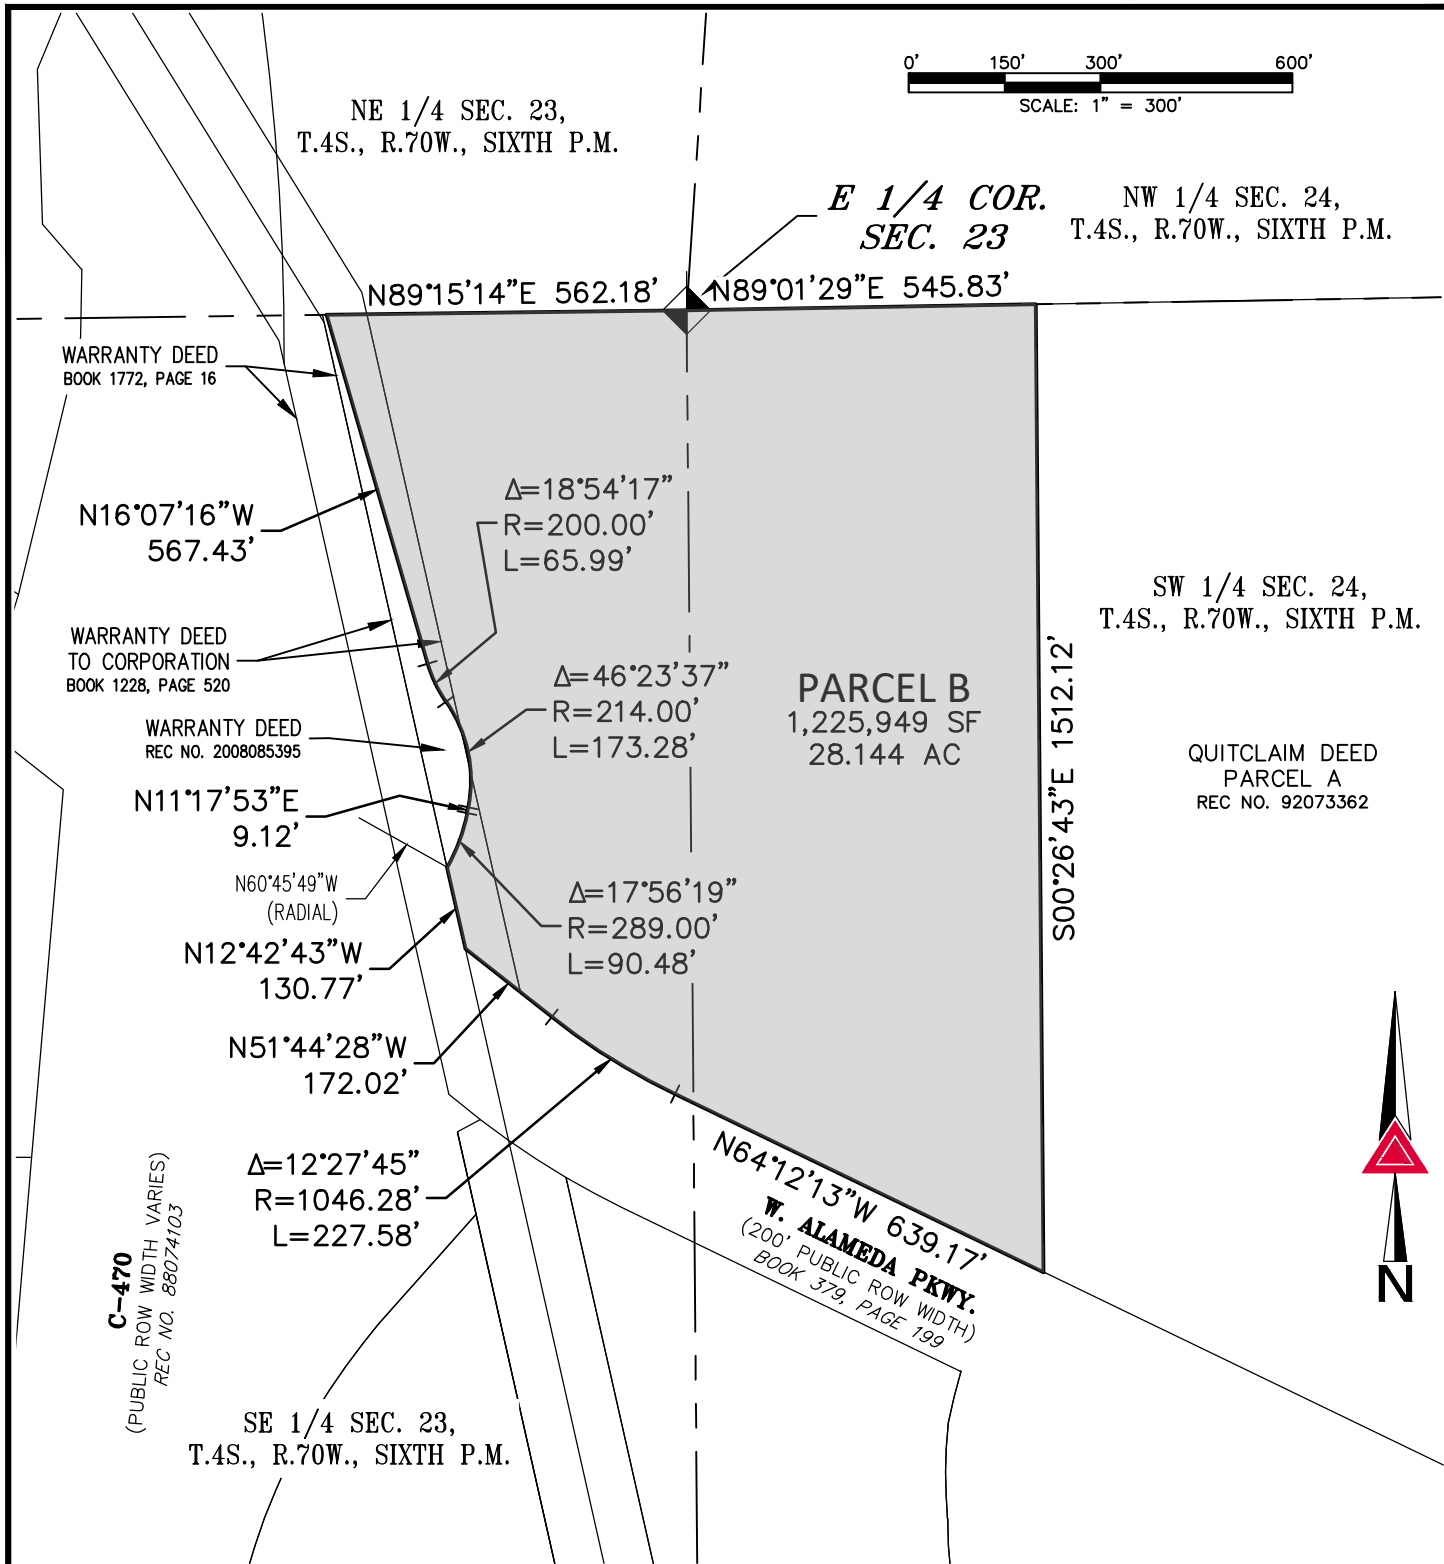 0' 150' 300' 600'
SCALE: 1" = 300'
NE 1/4 SEC. 23,
T.4S., R.70W., SIXTH P.M.
E 1/4 COR.
SEC. 23
NW 1/4 SEC. 24,
T.4S., R.70W., SIXTH P.M.
N89°15'14"E 562.18'
N89°01'29"E 545.83'
WARRANTY DEED
BOOK 1772, PAGE 16
N16°07'16"W
567.43'
Δ=18°54'17"
R=200.00'
L=65.99'
SW 1/4 SEC. 24,
T.4S., R.70W., SIXTH P.M.
WARRANTY DEED
TO CORPORATION
BOOK 1228, PAGE 520
Δ=46°23'37"
R=214.00'
L=173.28'
PARCEL B
1,225,949 SF
28.144 AC
S00°26'43"E 1512.12'
WARRANTY DEED
REC NO. 2008085395
QUITCLAIM DEED
PARCEL A
REC NO. 92073362
N11°17'53"E
9.12'
N60°45'49"W
(RADIAL)
Δ=17°56'19"
R=289.00'
L=90.48'
N12°42'43"W
130.77'
N51°44'28"W
172.02'
Δ=12°27'45"
R=1046.28'
L=227.58'
N64°12'13"W 639.17'
W. ALAMEDA PKWY.
(200' PUBLIC ROW WIDTH)
BOOK 379, PAGE 199
C-470
(PUBLIC ROW WIDTH VARIES)
REC NO. 88074103
N
SE 1/4 SEC. 23,
T.4S., R.70W., SIXTH P.M.